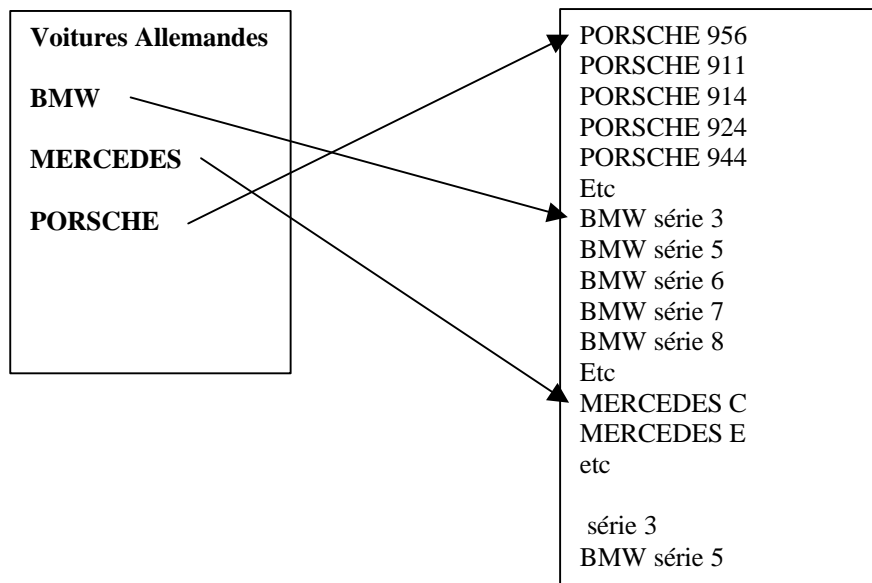 Voitures Allemandes
BMW
MERCEDES
PORSCHE
PORSCHE 956
PORSCHE 911
PORSCHE 914
PORSCHE 924
PORSCHE 944
Etc
BMW série 3
BMW série 5
BMW série 6
BMW série 7
BMW série 8
Etc
MERCEDES C
MERCEDES E
etc
série 3
BMW série 5